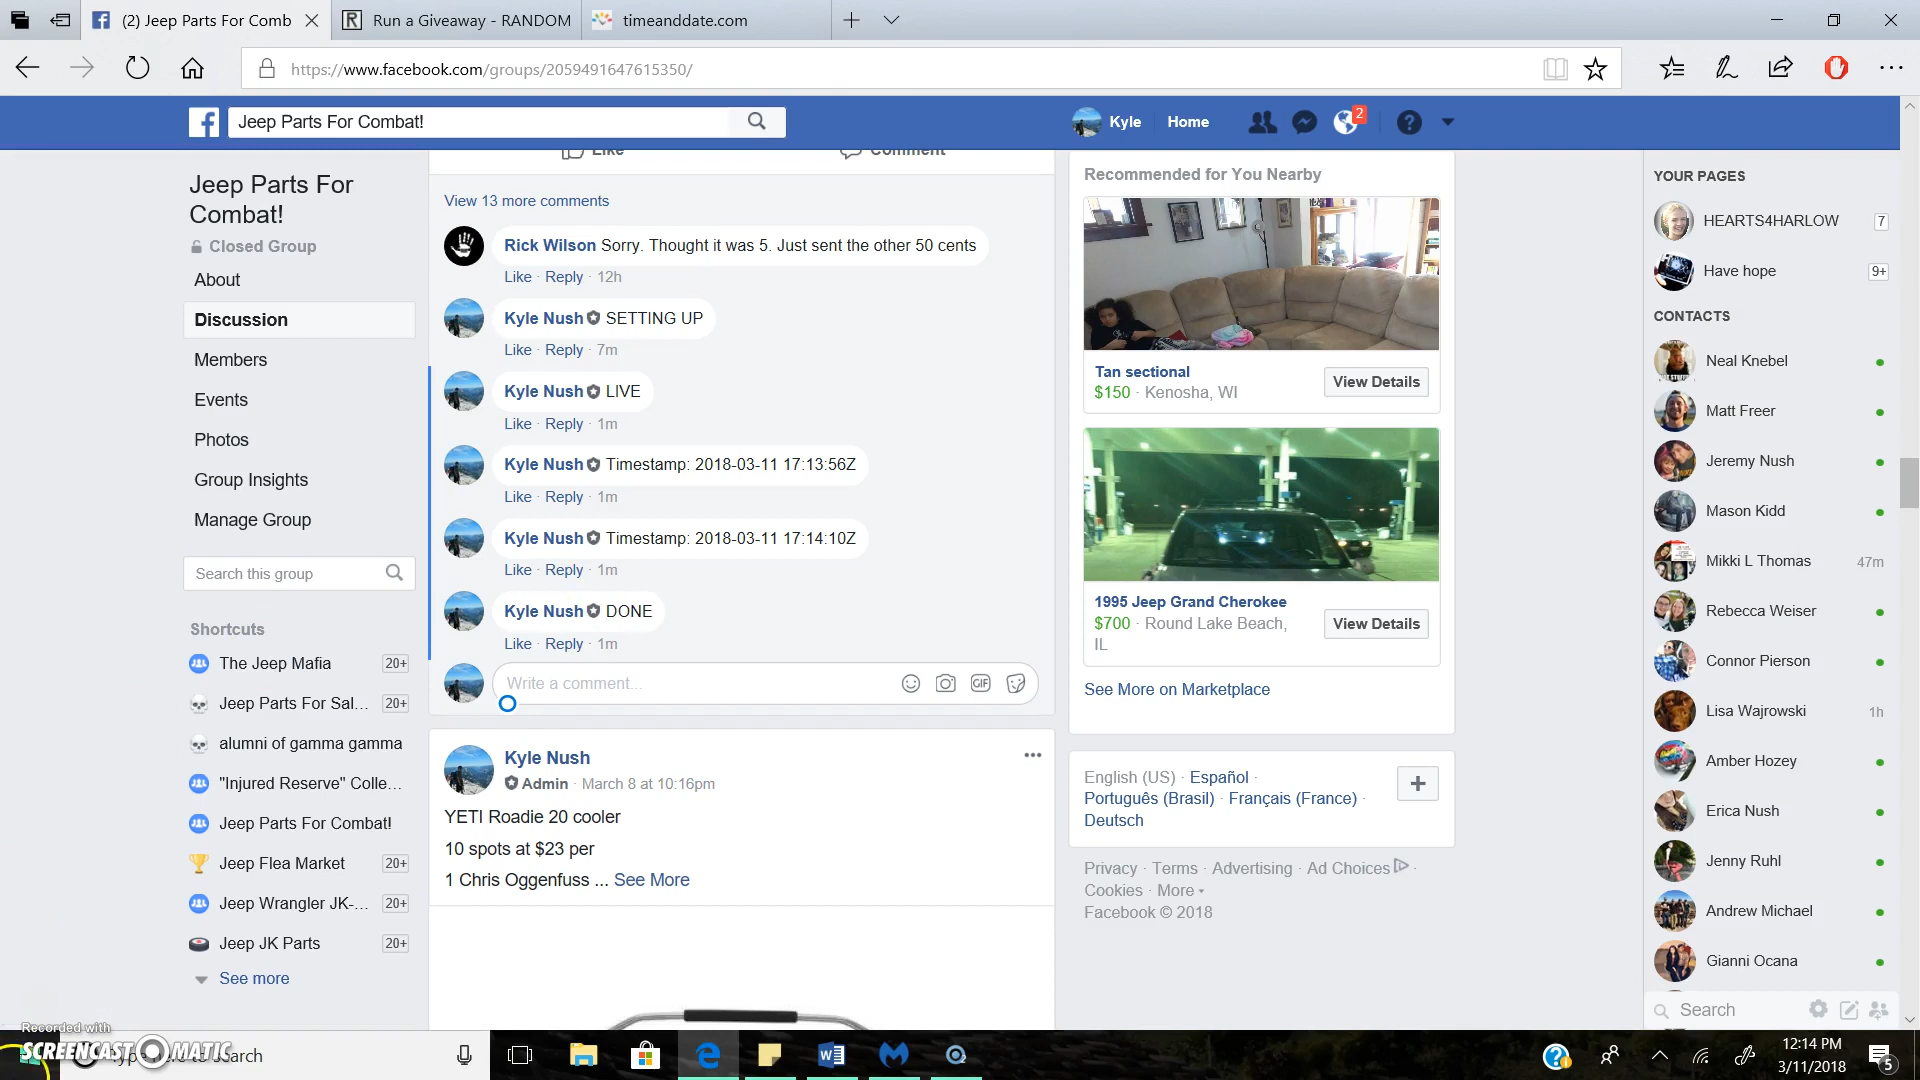 (2) Jeep Parts For Comb
Run a Giveaway - RANDOM
timeanddate.com
https://www.facebook.com/groups/2059491647615350/
Jeep Parts For Combat!
Kyle
Home
2
Jeep Parts For
Combat!
Closed Group
About
Discussion
Members
Events
Photos
Group Insights
Manage Group
Search this group
Shortcuts
The Jeep Mafia 20+
Jeep Parts For Sal... 20+
alumni of gamma gamma
"Injured Reserve" Colle...
Jeep Parts For Combat!
Jeep Flea Market 20+
Jeep Wrangler JK-... 20+
Jeep JK Parts 20+
See more
Like Comment
View 13 more comments
Rick Wilson Sorry. Thought it was 5. Just sent the other 50 cents
Like · Reply · 12h
Kyle Nush SETTING UP
Like · Reply · 7m
Kyle Nush LIVE
Like · Reply · 1m
Kyle Nush Timestamp: 2018-03-11 17:13:56Z
Like · Reply · 1m
Kyle Nush Timestamp: 2018-03-11 17:14:10Z
Like · Reply · 1m
Kyle Nush DONE
Like · Reply · 1m
Write a comment...
GIF
Kyle Nush
Admin · March 8 at 10:16pm
YETI Roadie 20 cooler
10 spots at $23 per
1 Chris Oggenfuss ... See More
Recommended for You Nearby
Tan sectional
$150 · Kenosha, WI
View Details
1995 Jeep Grand Cherokee
$700 · Round Lake Beach,
IL
View Details
See More on Marketplace
English (US) · Español ·
Português (Brasil) · Français (France) ·
Deutsch
Privacy · Terms · Advertising · Ad Choices ·
Cookies · More
Facebook © 2018
YOUR PAGES
HEARTS4HARLOW 7
Have hope 9+
CONTACTS
Neal Knebel
Matt Freer
Jeremy Nush
Mason Kidd
Mikki L Thomas 47m
Rebecca Weiser
Connor Pierson
Lisa Wajrowski 1h
Amber Hozey
Erica Nush
Jenny Ruhl
Andrew Michael
Gianni Ocana
Search
Recorded with
SCREENCAST-O-MATIC
Type here to search
12:14 PM
3/11/2018
5